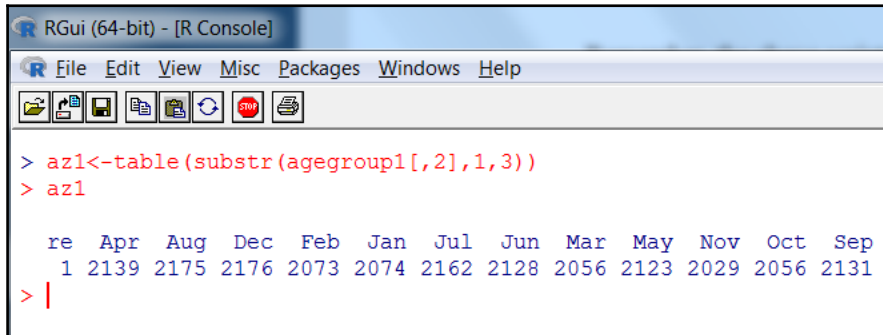 RGui (64-bit) - [R Console]
File Edit View Misc Packages Windows Help
STOP
> az1<-table(substr(agegroup1[,2],1,3))
> az1
re Apr Aug Dec Feb Jan Jul Jun Mar May Nov Oct Sep
1 2139 2175 2176 2073 2074 2162 2128 2056 2123 2029 2056 2131
>